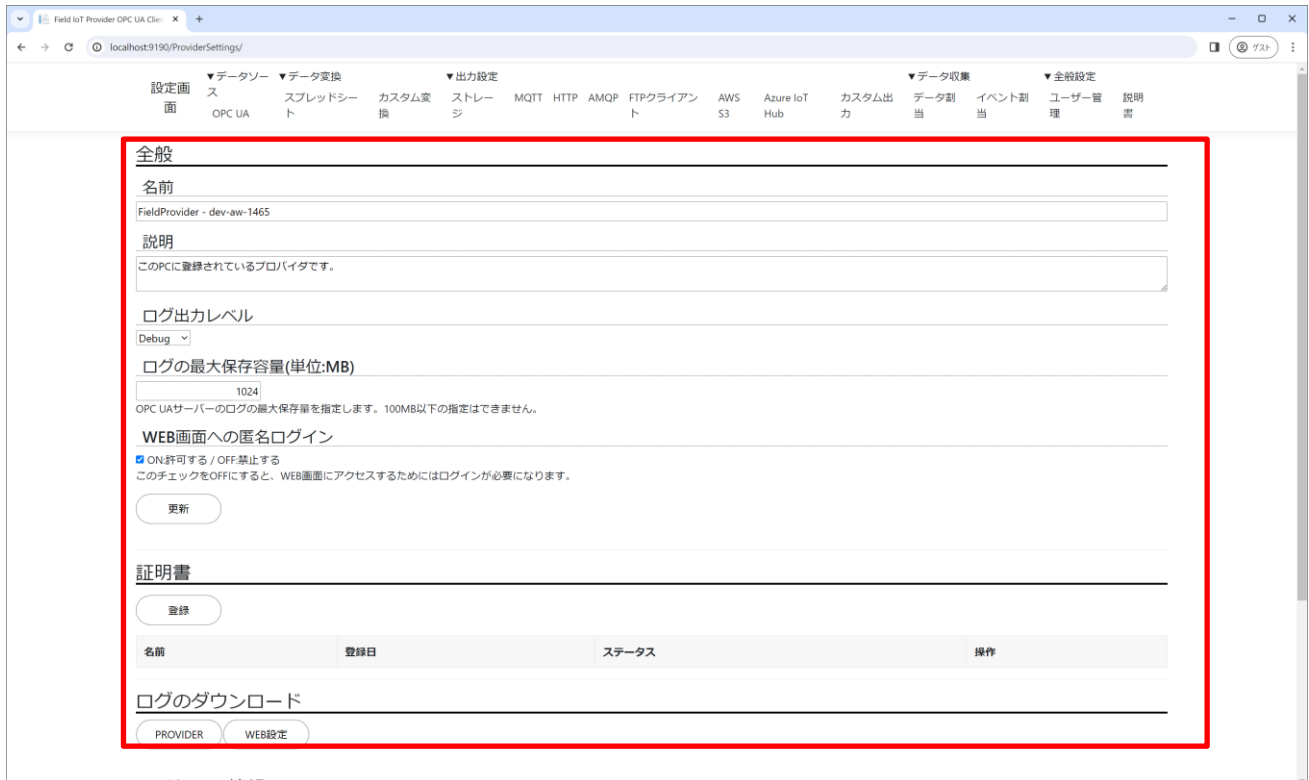 Field IoT Provider OPC UA Clien
localhost:9190/ProviderSettings/
ゲスト
設定画面
▼データソース
OPC UA
▼データ変換
スプレッドシート
カスタム変換
▼出力設定
ストレージ
MQTT
HTTP
AMQP
FTPクライアント
AWS S3
Azure IoT Hub
カスタム出力
▼データ収集
データ割当
イベント割当
▼全般設定
ユーザー管理
説明書
全般
名前
FieldProvider - dev-aw-1465
説明
このPCに登録されているプロバイダです。
ログ出力レベル
Debug
ログの最大保存容量(単位:MB)
1024
OPC UAサーバーのログの最大保存量を指定します。100MB以下の指定はできません。
WEB画面への匿名ログイン
ON:許可する / OFF:禁止する
このチェックをOFFにすると、WEB画面にアクセスするためにはログインが必要になります。
更新
証明書
登録
名前 登録日 ステータス 操作
ログのダウンロード
PROVIDER WEB設定